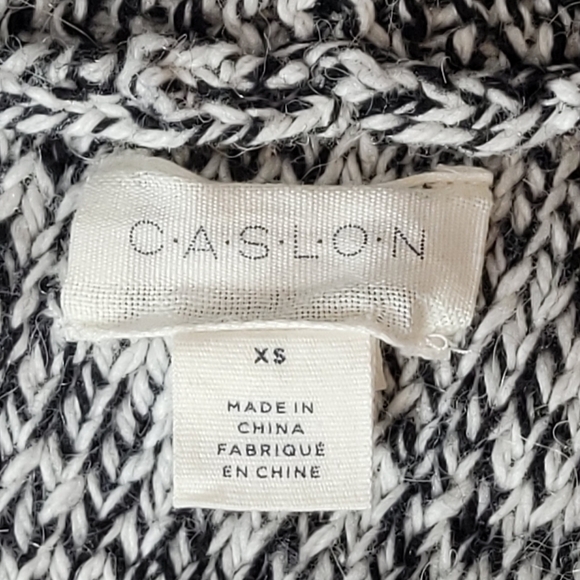 C·A·S·L·O·N
XS
MADE IN
CHINA
FABRIQUÉ
EN CHINE